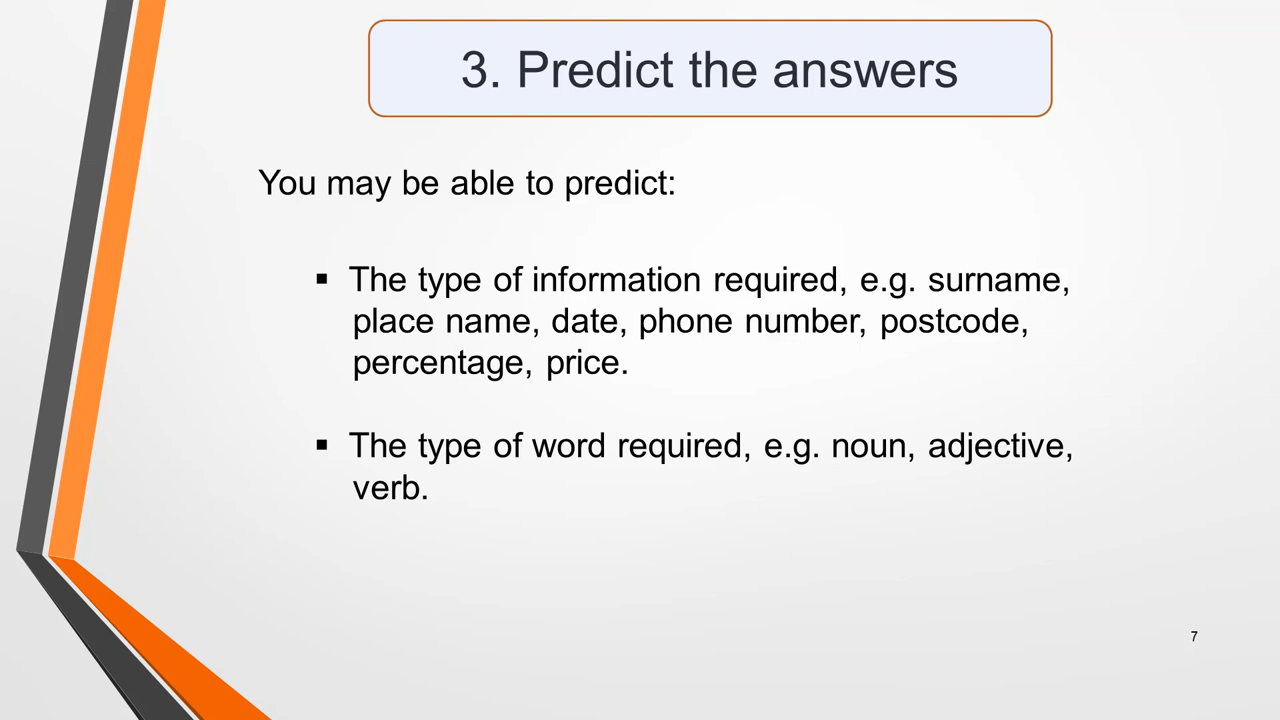 3. Predict the answers
You may be able to predict:
▪ The type of information required, e.g. surname,
place name, date, phone number, postcode,
percentage, price.
▪ The type of word required, e.g. noun, adjective,
verb.
7